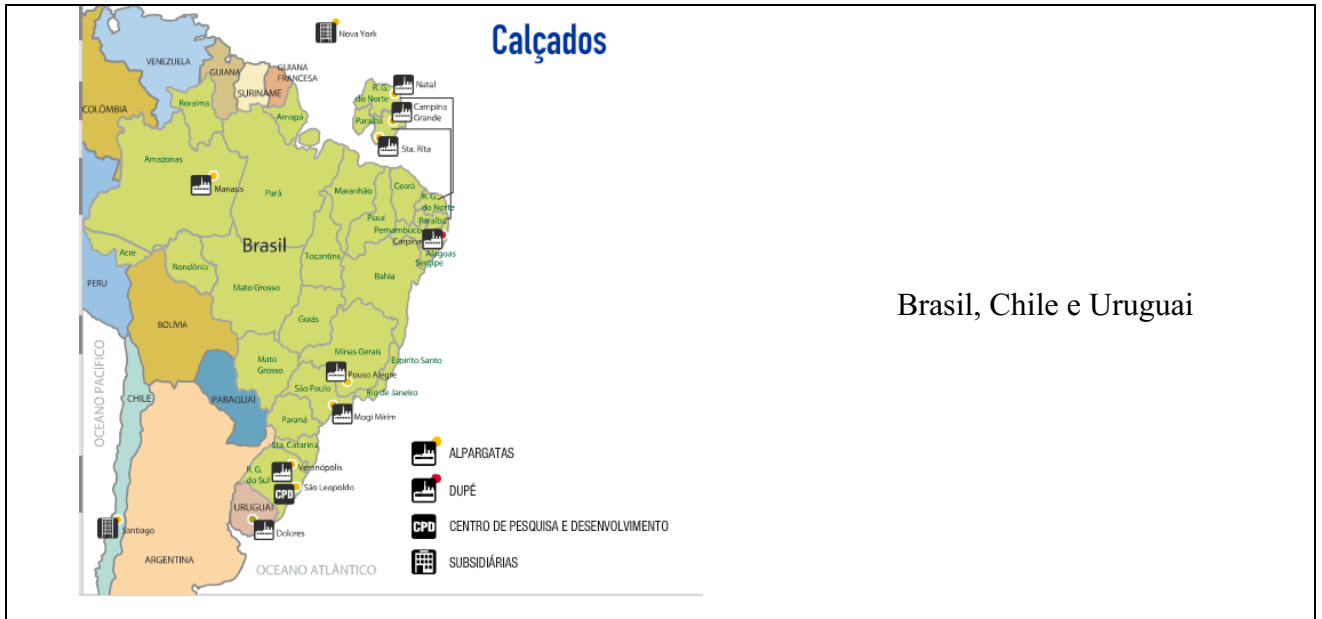 Calçados
Nova York
VENEZUELA
GUIANA
GUIANA
FRANCESA
SURINAME
COLÔMBIA
Roraima
Amapá
R. G.
do Norte
Natal
Campina
Grande
Paraíba
Sta. Rita
Amazonas
Manaus
Pará
Maranhão
Ceará
R. G.
do Norte
Piauí
Paraíba
Pernambuco
Carpina
Alagoas
Sergipe
Brasil
Acre
Rondônia
Tocantins
Bahia
PERU
Mato Grosso
Brasil, Chile e Uruguai
BOLÍVIA
Goiás
Minas Gerais
Espírito Santo
Mato
Grosso
Pouso Alegre
São Paulo
Rio de Janeiro
OCEANO PACÍFICO
CHILE
PARAGUAI
Mogi Mirim
Paraná
Sta. Catarina
R. G.
do Sul
Veranópolis
CPD
São Leopoldo
URUGUAI
Dolores
Santiago
ARGENTINA
OCEANO ATLÂNTICO
ALPARGATAS
DUPÉ
CPD CENTRO DE PESQUISA E DESENVOLVIMENTO
SUBSIDIÁRIAS